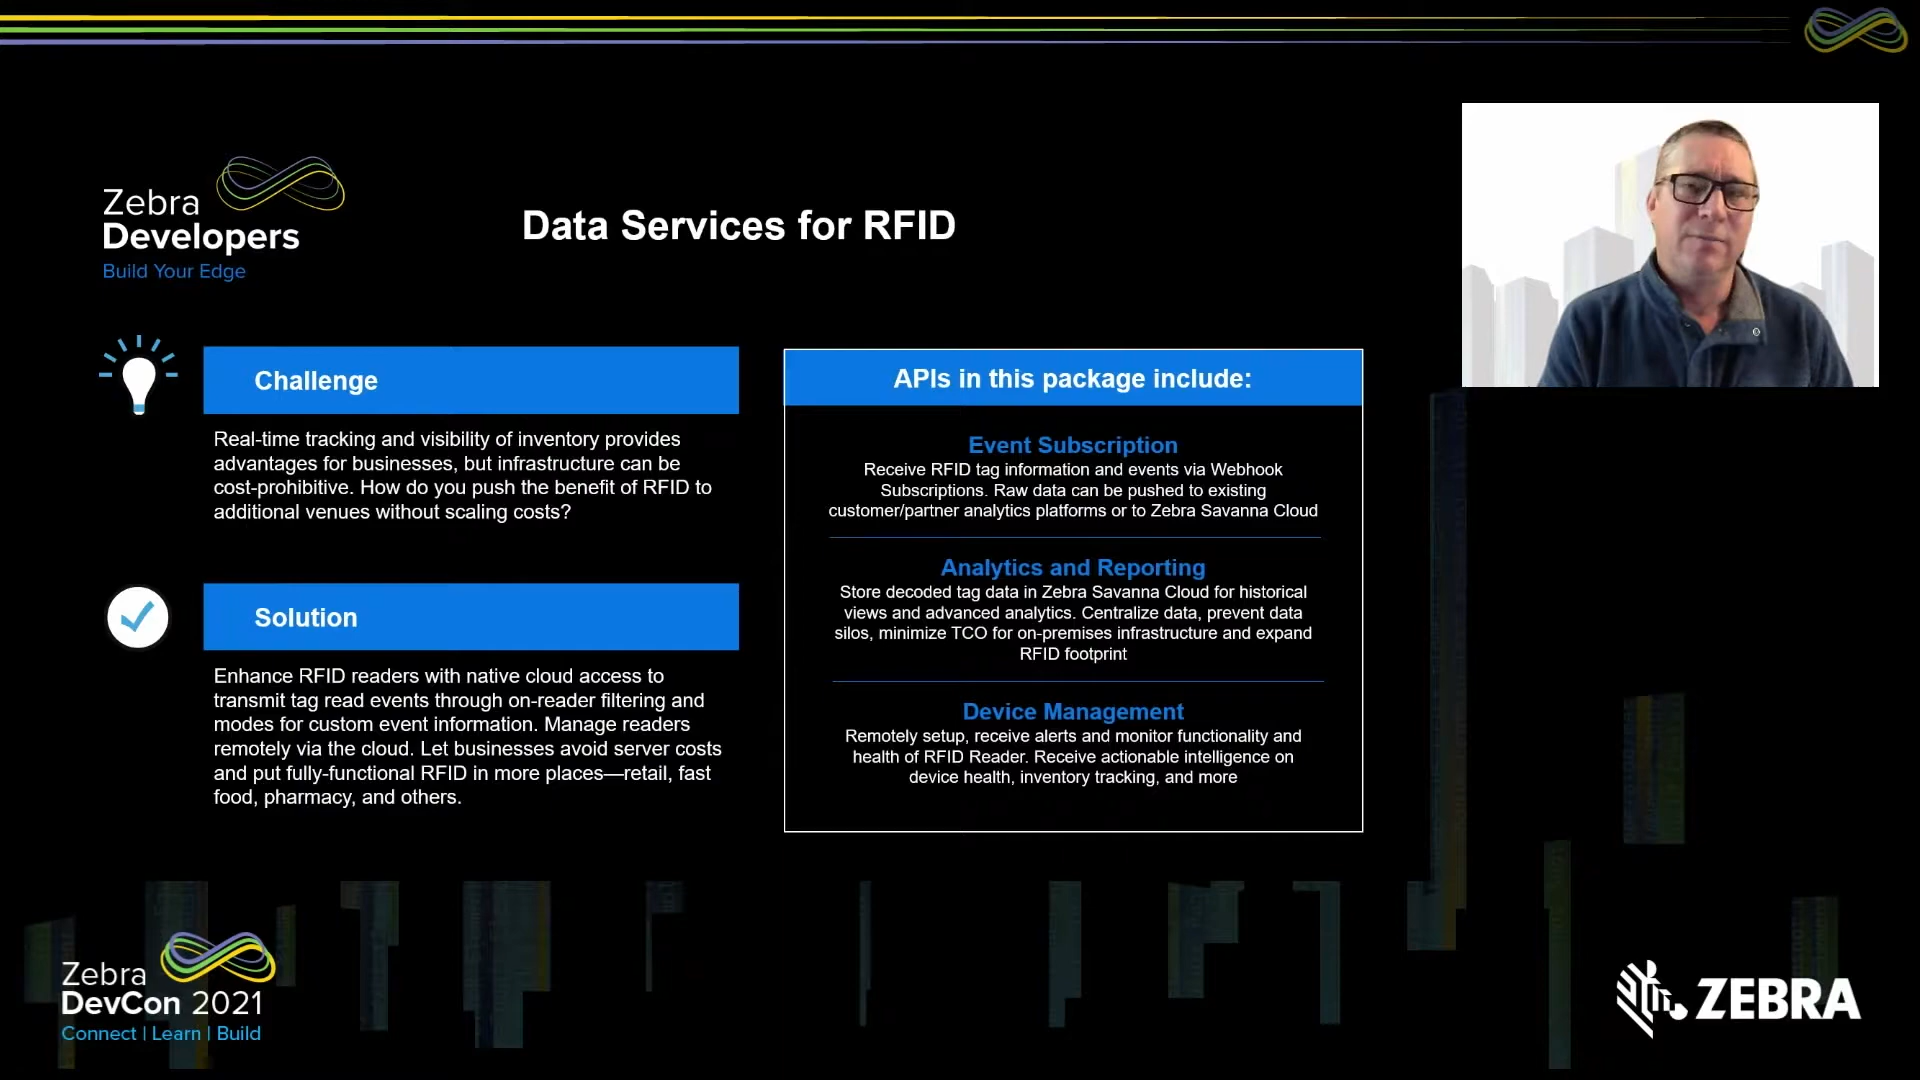 Zebra
Developers
Build Your Edge
Data Services for RFID
Challenge
Real-time tracking and visibility of inventory provides
advantages for businesses, but infrastructure can be
cost-prohibitive. How do you push the benefit of RFID to
additional venues without scaling costs?
Solution
Enhance RFID readers with native cloud access to
transmit tag read events through on-reader filtering and
modes for custom event information. Manage readers
remotely via the cloud. Let businesses avoid server costs
and put fully-functional RFID in more places—retail, fast
food, pharmacy, and others.
APIs in this package include:
Event Subscription
Receive RFID tag information and events via Webhook
Subscriptions. Raw data can be pushed to existing
customer/partner analytics platforms or to Zebra Savanna Cloud
Analytics and Reporting
Store decoded tag data in Zebra Savanna Cloud for historical
views and advanced analytics. Centralize data, prevent data
silos, minimize TCO for on-premises infrastructure and expand
RFID footprint
Device Management
Remotely setup, receive alerts and monitor functionality and
health of RFID Reader. Receive actionable intelligence on
device health, inventory tracking, and more
Zebra
DevCon 2021
Connect | Learn | Build
ZEBRA